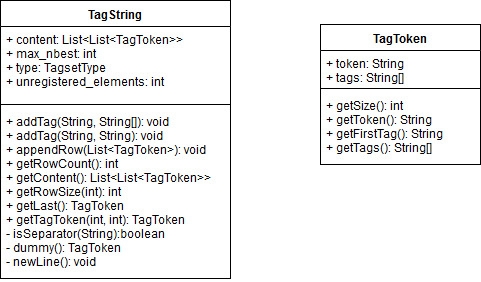 TagString
+ content: List<List<TagToken>>
+ max_nbest: int
+ type: TagsetType
+ unregistered_elements: int
+ addTag(String, String[]): void
+ addTag(String, String): void
+ appendRow(List<TagToken>): void
+ getRowCount(): int
+ getContent(): List<List<TagToken>>
+ getRowSize(int): int
+ getLast(): TagToken
+ getTagToken(int, int): TagToken
- isSeparator(String):boolean
- dummy(): TagToken
- newLine(): void
TagToken
+ token: String
+ tags: String[]
+ getSize(): int
+ getToken(): String
+ getFirstTag(): String
+ getTags(): String[]